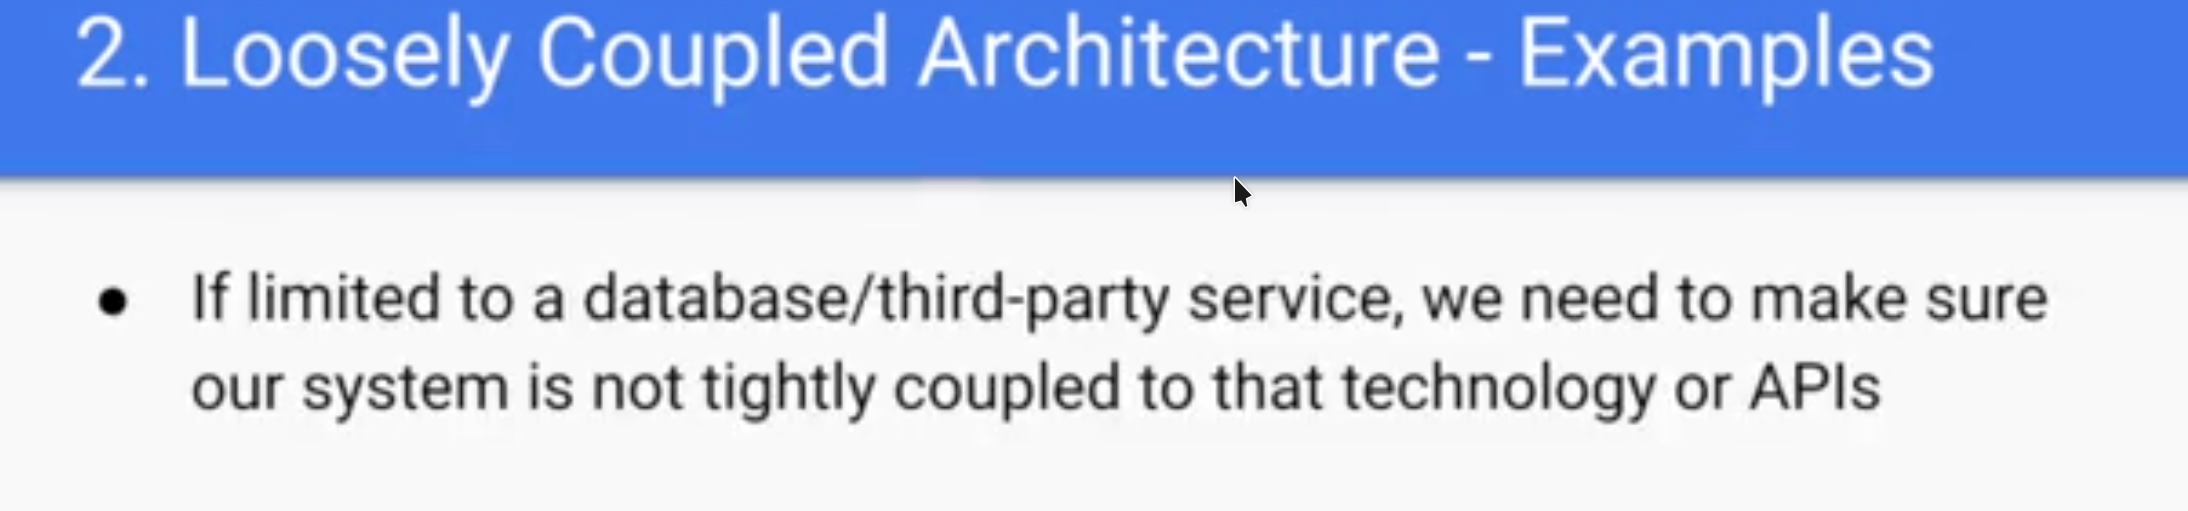 2. Loosely Coupled Architecture - Examples
● If limited to a database/third-party service, we need to make sure
our system is not tightly coupled to that technology or APIs